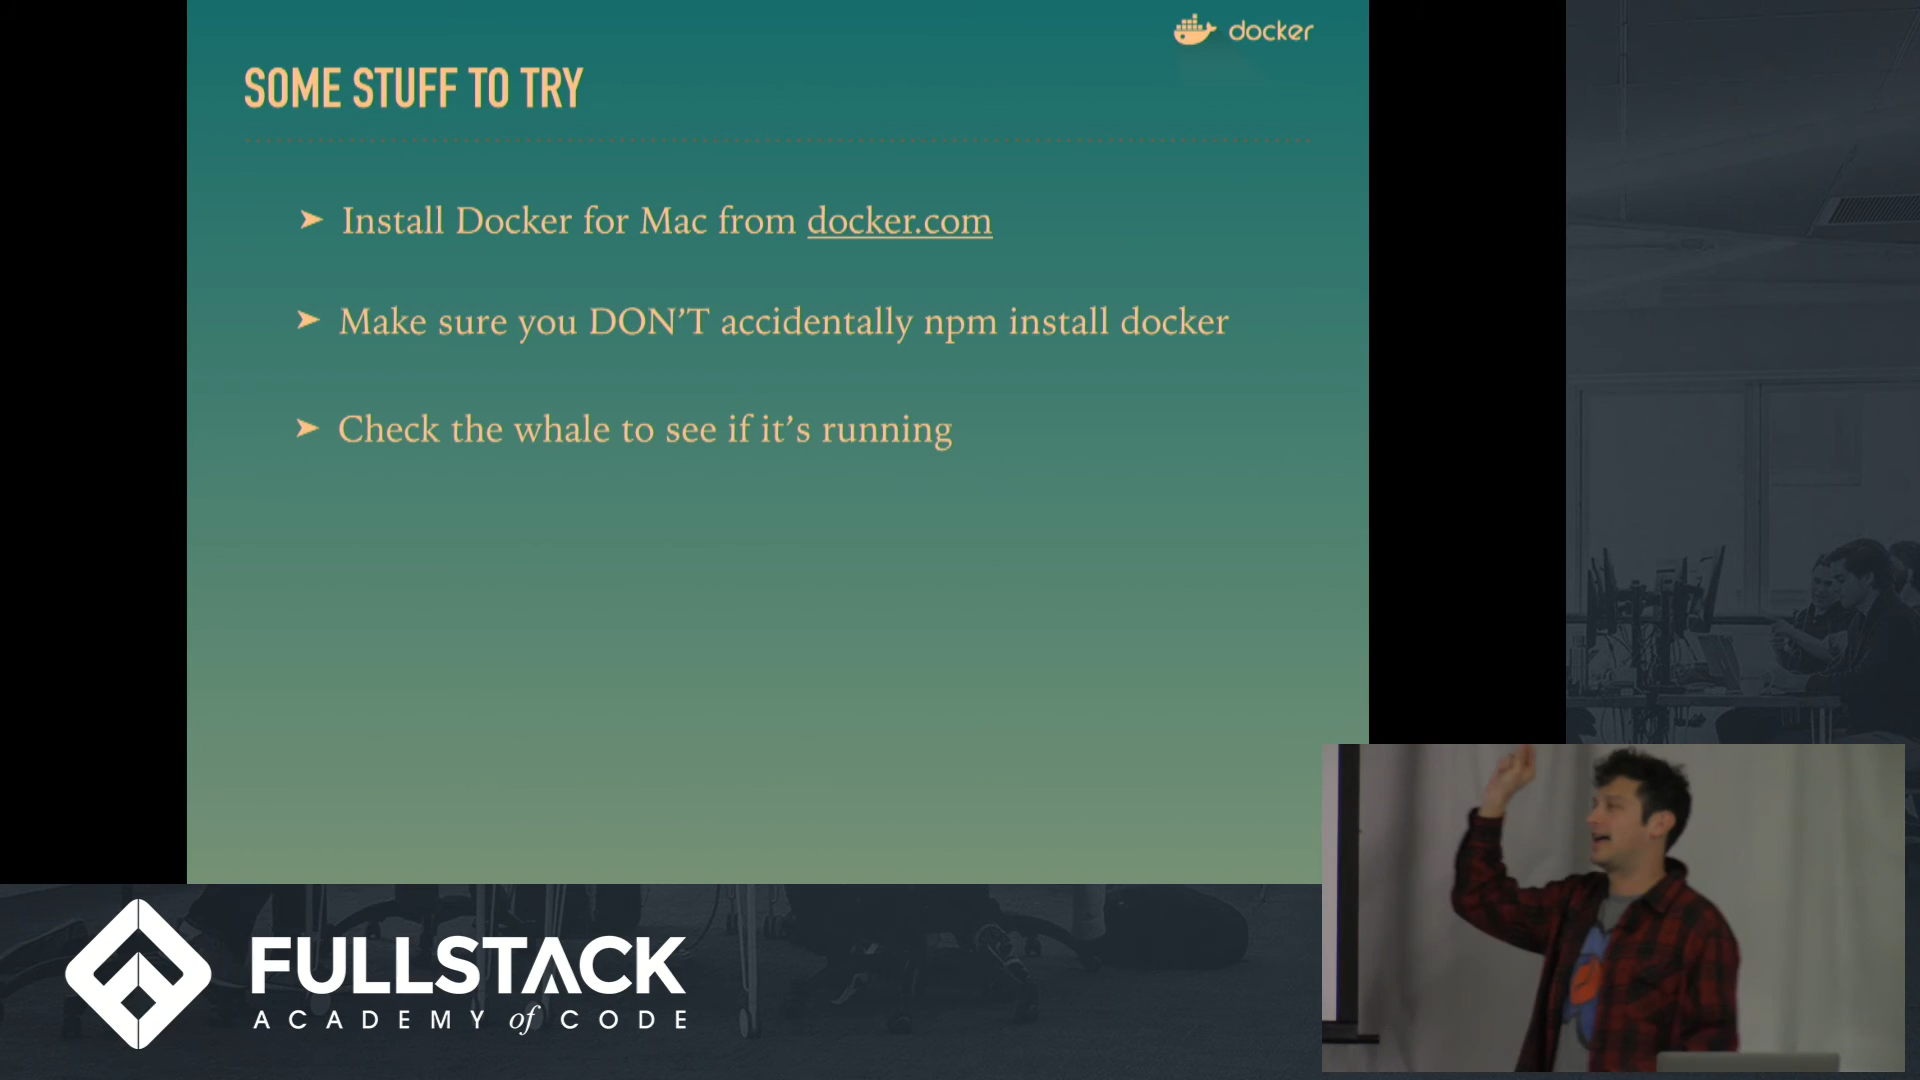 docker
SOME STUFF TO TRY
➤ Install Docker for Mac from docker.com
➤ Make sure you DON’T accidentally npm install docker
➤ Check the whale to see if it’s running
FULLSTACK
ACADEMY of CODE